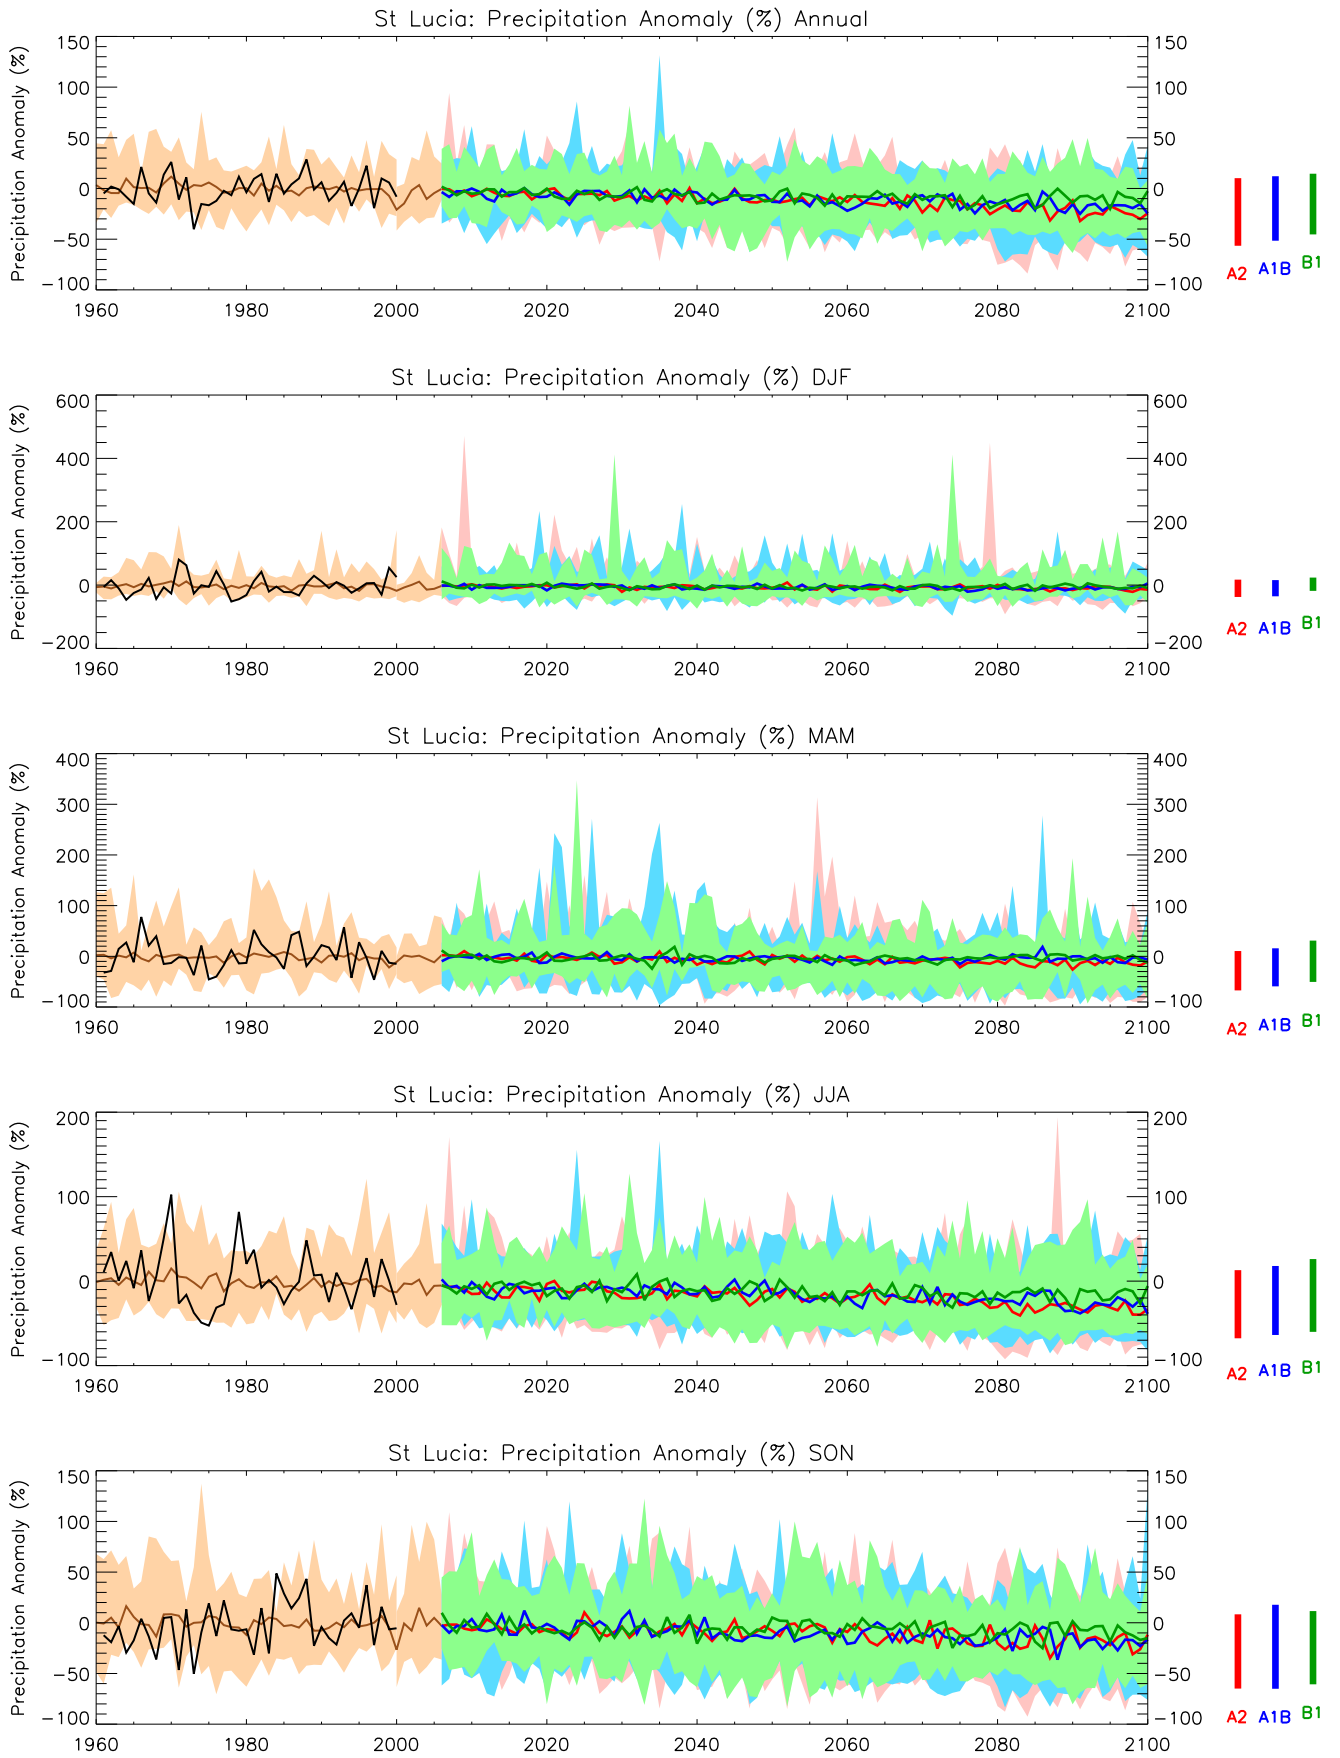 St Lucia: Precipitation Anomaly (%) Annual
Precipitation Anomaly (%)
150 150
100 100
50 50
0 0
−50 −50
−100 −100
1960 1980 2000 2020 2040 2060 2080 2100
A2 A1B B1
St Lucia: Precipitation Anomaly (%) DJF
Precipitation Anomaly (%)
600 600
400 400
200 200
0 0
−200 −200
1960 1980 2000 2020 2040 2060 2080 2100
A2 A1B B1
St Lucia: Precipitation Anomaly (%) MAM
Precipitation Anomaly (%)
400 400
300 300
200 200
100 100
0 0
−100 −100
1960 1980 2000 2020 2040 2060 2080 2100
A2 A1B B1
St Lucia: Precipitation Anomaly (%) JJA
Precipitation Anomaly (%)
200 200
100 100
0 0
−100 −100
1960 1980 2000 2020 2040 2060 2080 2100
A2 A1B B1
St Lucia: Precipitation Anomaly (%) SON
Precipitation Anomaly (%)
150 150
100 100
50 50
0 0
−50 −50
−100 −100
1960 1980 2000 2020 2040 2060 2080 2100
A2 A1B B1